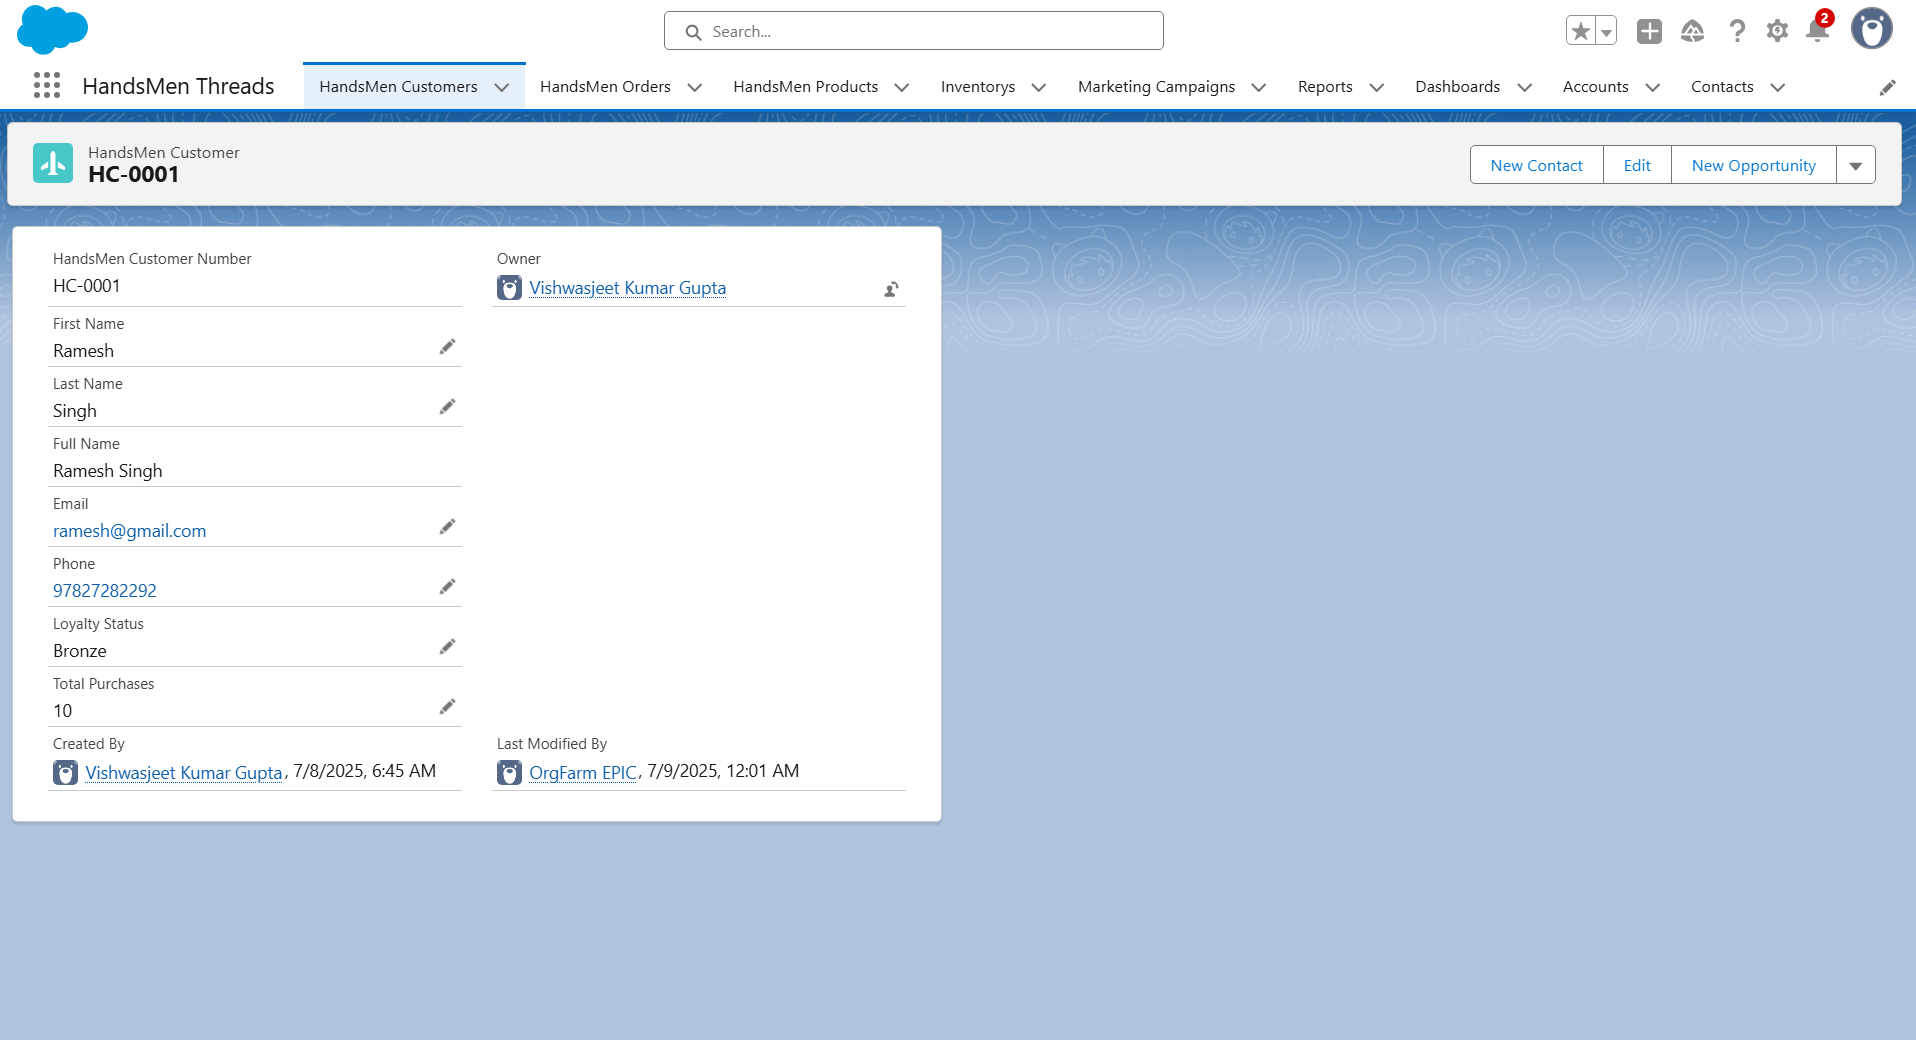 Search...
2
HandsMen Threads
HandsMen Customers
HandsMen Orders
HandsMen Products
Inventorys
Marketing Campaigns
Reports
Dashboards
Accounts
Contacts
HandsMen Customer
HC-0001
New Contact
Edit
New Opportunity
HandsMen Customer Number
HC-0001
Owner
Vishwasjeet Kumar Gupta
First Name
Ramesh
Last Name
Singh
Full Name
Ramesh Singh
Email
ramesh@gmail.com
Phone
97827282292
Loyalty Status
Bronze
Total Purchases
10
Created By
Vishwasjeet Kumar Gupta, 7/8/2025, 6:45 AM
Last Modified By
OrgFarm EPIC, 7/9/2025, 12:01 AM